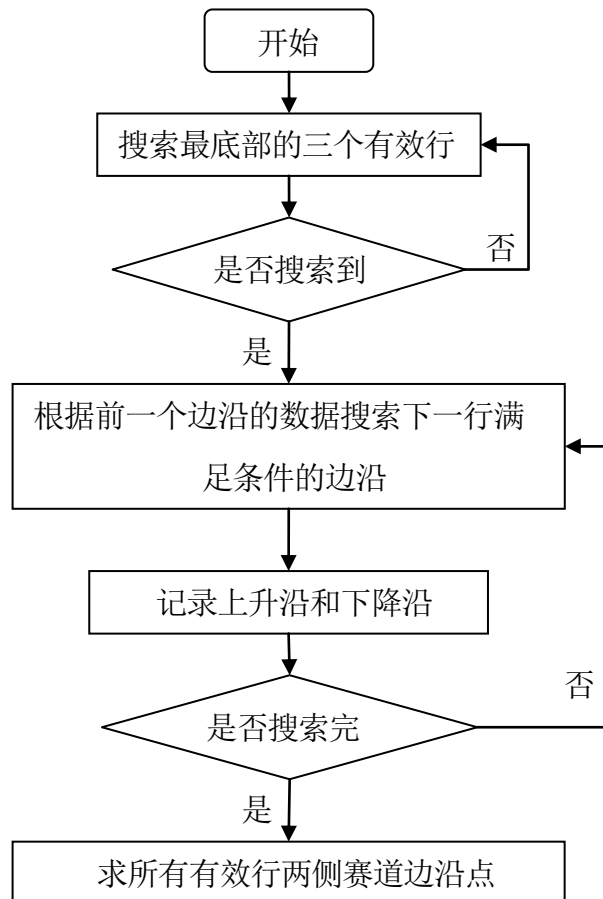 开始
搜索最底部的三个有效行
是否搜索到
否
是
根据前一个边沿的数据搜索下一行满
足条件的边沿
记录上升沿和下降沿
是否搜索完
否
是
求所有有效行两侧赛道边沿点